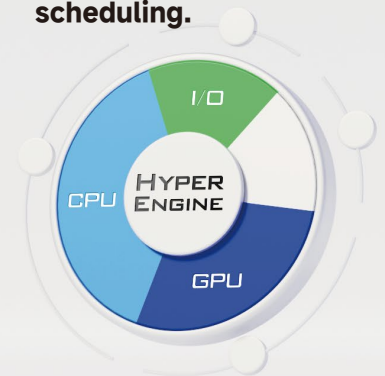 scheduling.
I/O
CPU
HYPER
ENGINE
GPU